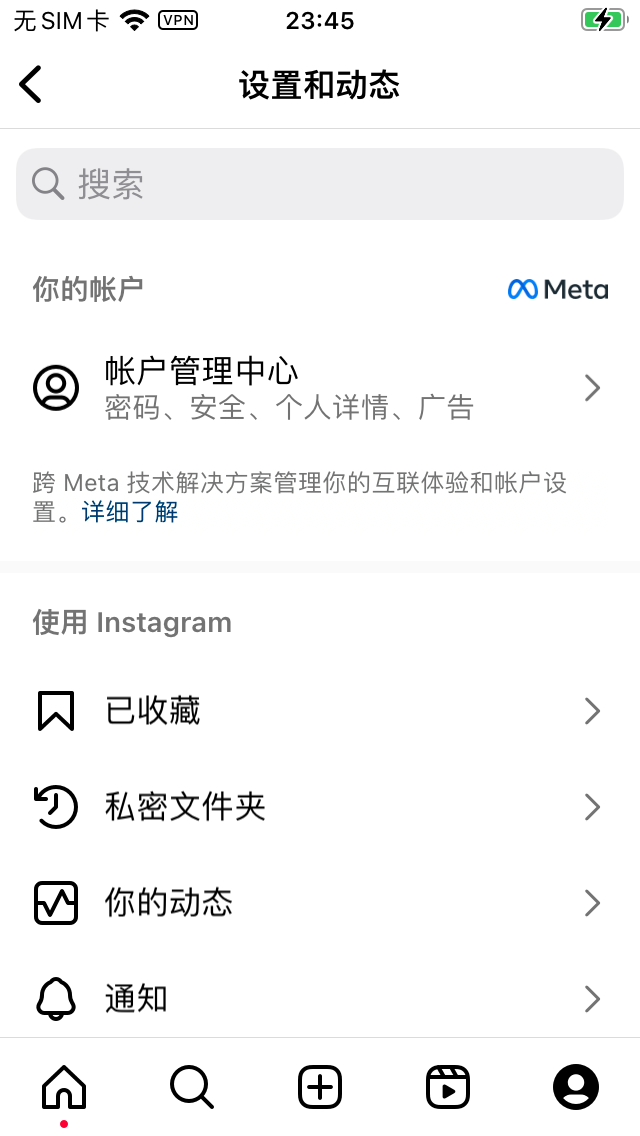 无SIM卡 VPN 23:45
设置和动态
搜索
你的帐户 Meta
帐户管理中心
密码、安全、个人详情、广告
跨 Meta 技术解决方案管理你的互联体验和帐户设
置。详细了解
使用 Instagram
已收藏
私密文件夹
你的动态
通知